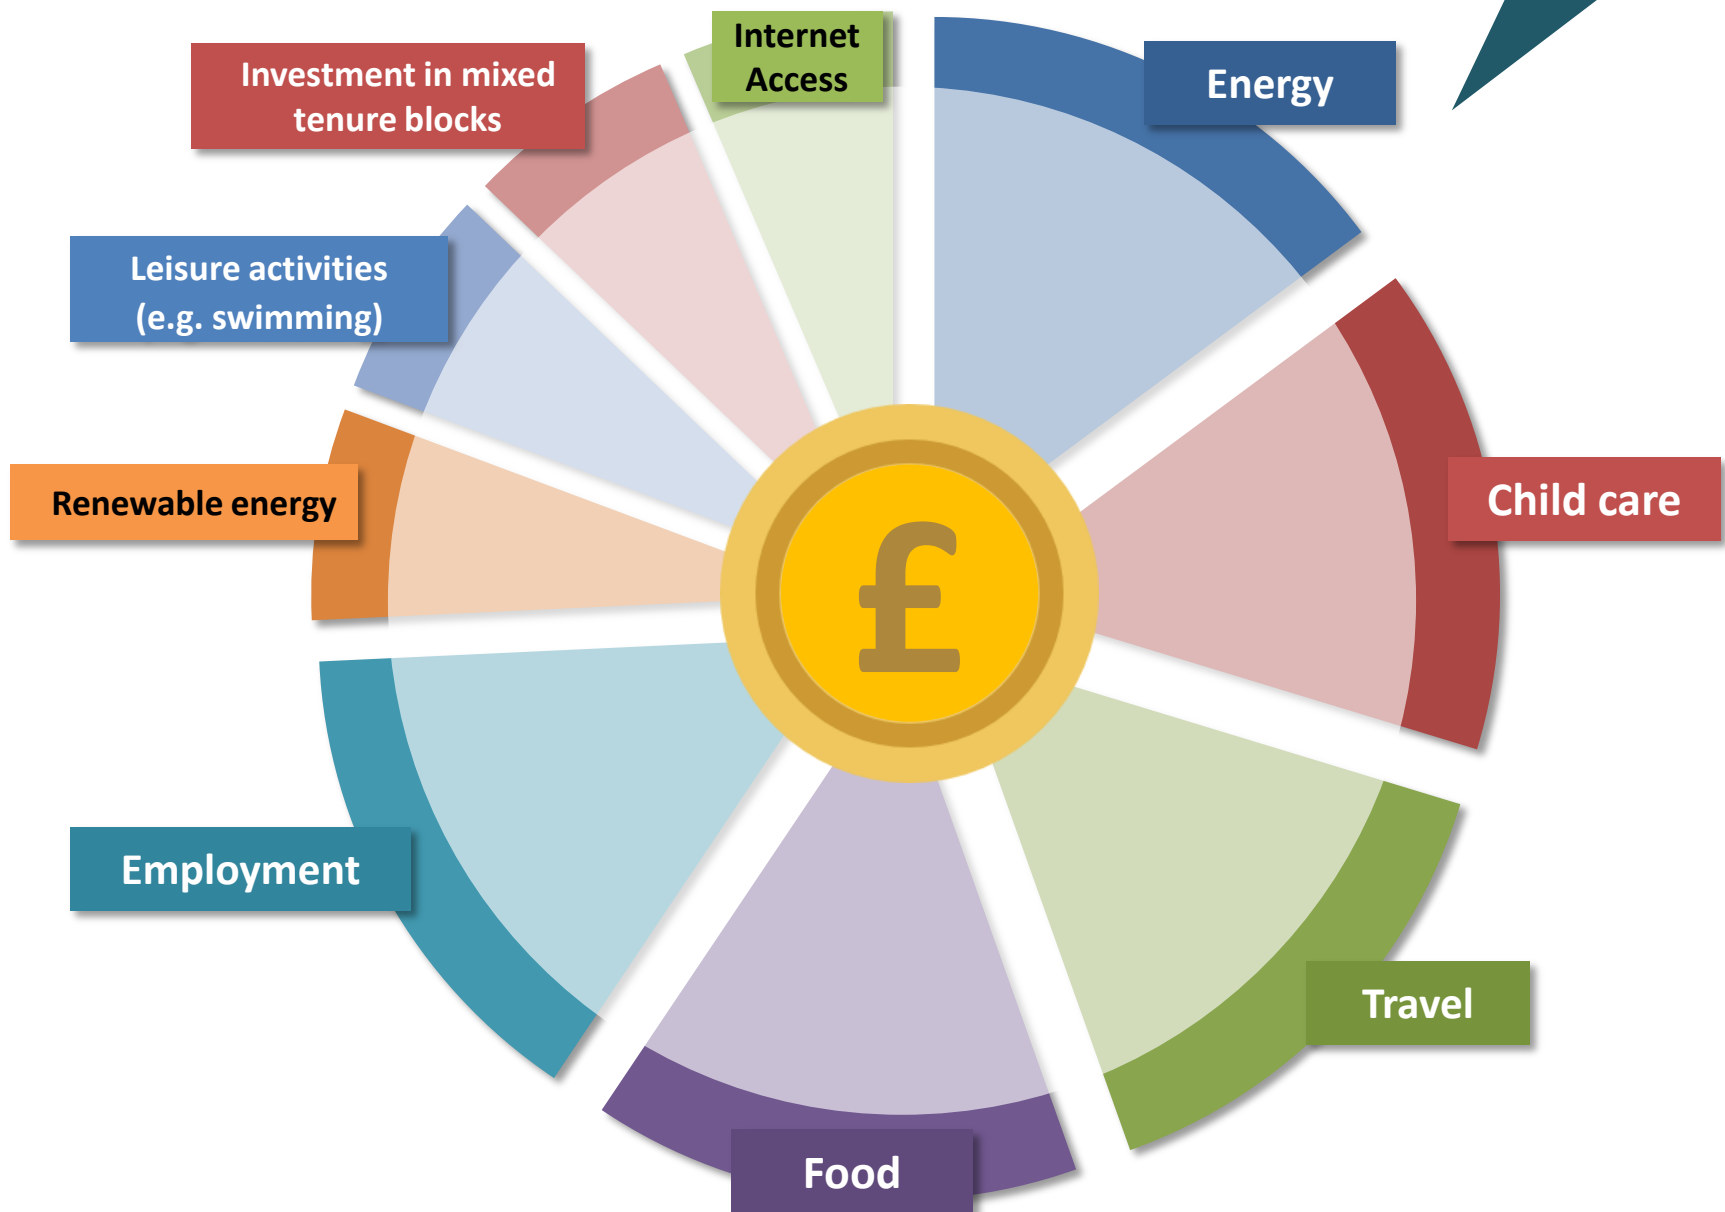 Internet
Access
Energy
Investment in mixed
tenure blocks
Leisure activities
(e.g. swimming)
Renewable energy
Child care
£
Employment
Travel
Food